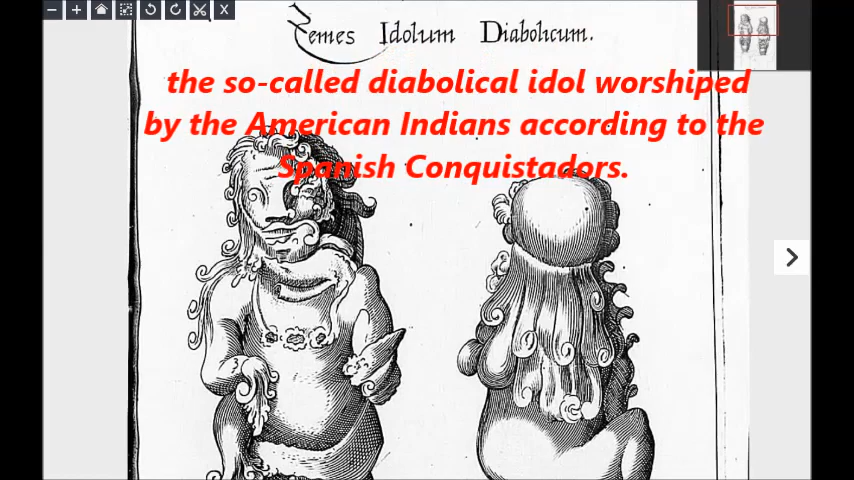 Zemes Idolum Diabolicum.
the so-called diabolical idol worshiped
by the American Indians according to the
Spanish Conquistadors.